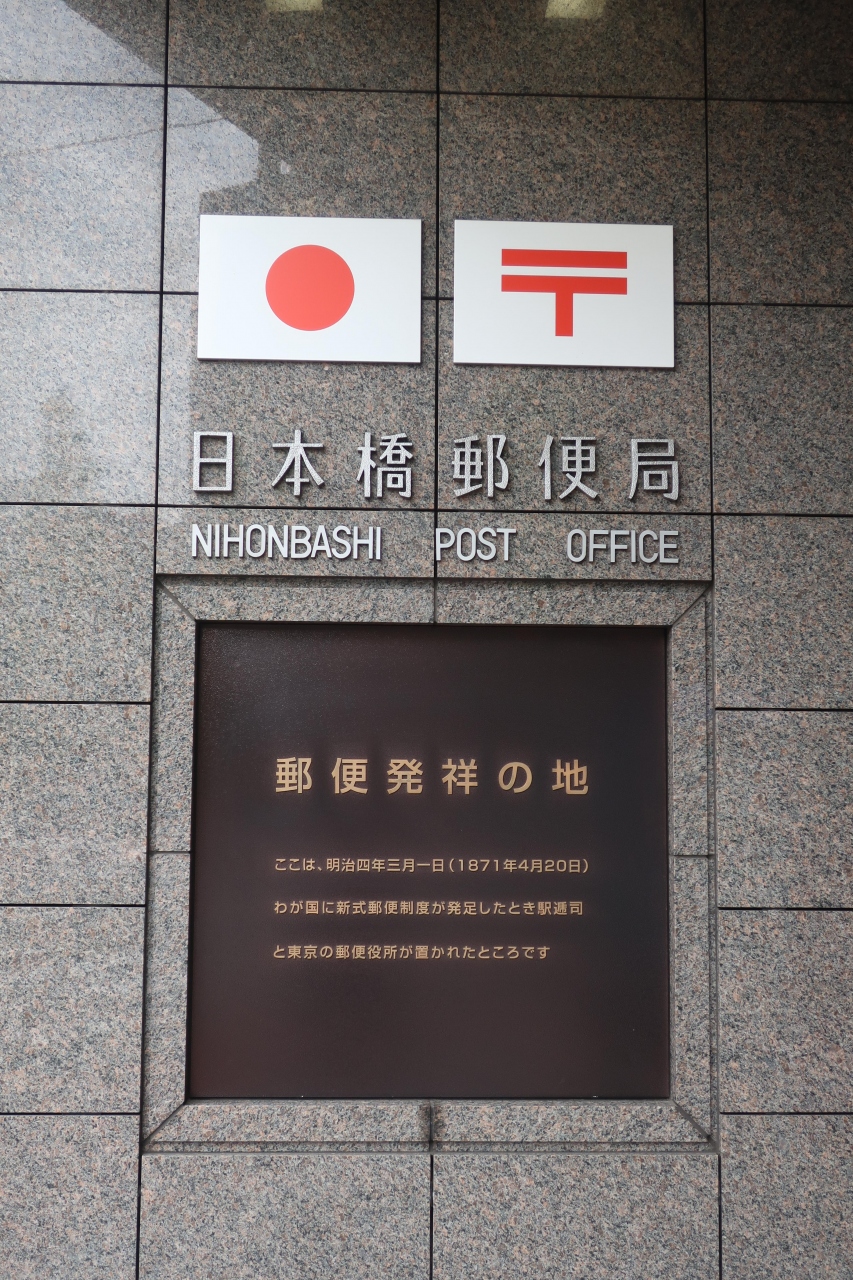 〒
日本橋郵便局
NIHONBASHI POST OFFICE
郵便発祥の地
ここは、明治四年三月一日(1871年4月20日)
わが国に新式郵便制度が発足したとき駅逓司
と東京の郵便役所が置かれたところです